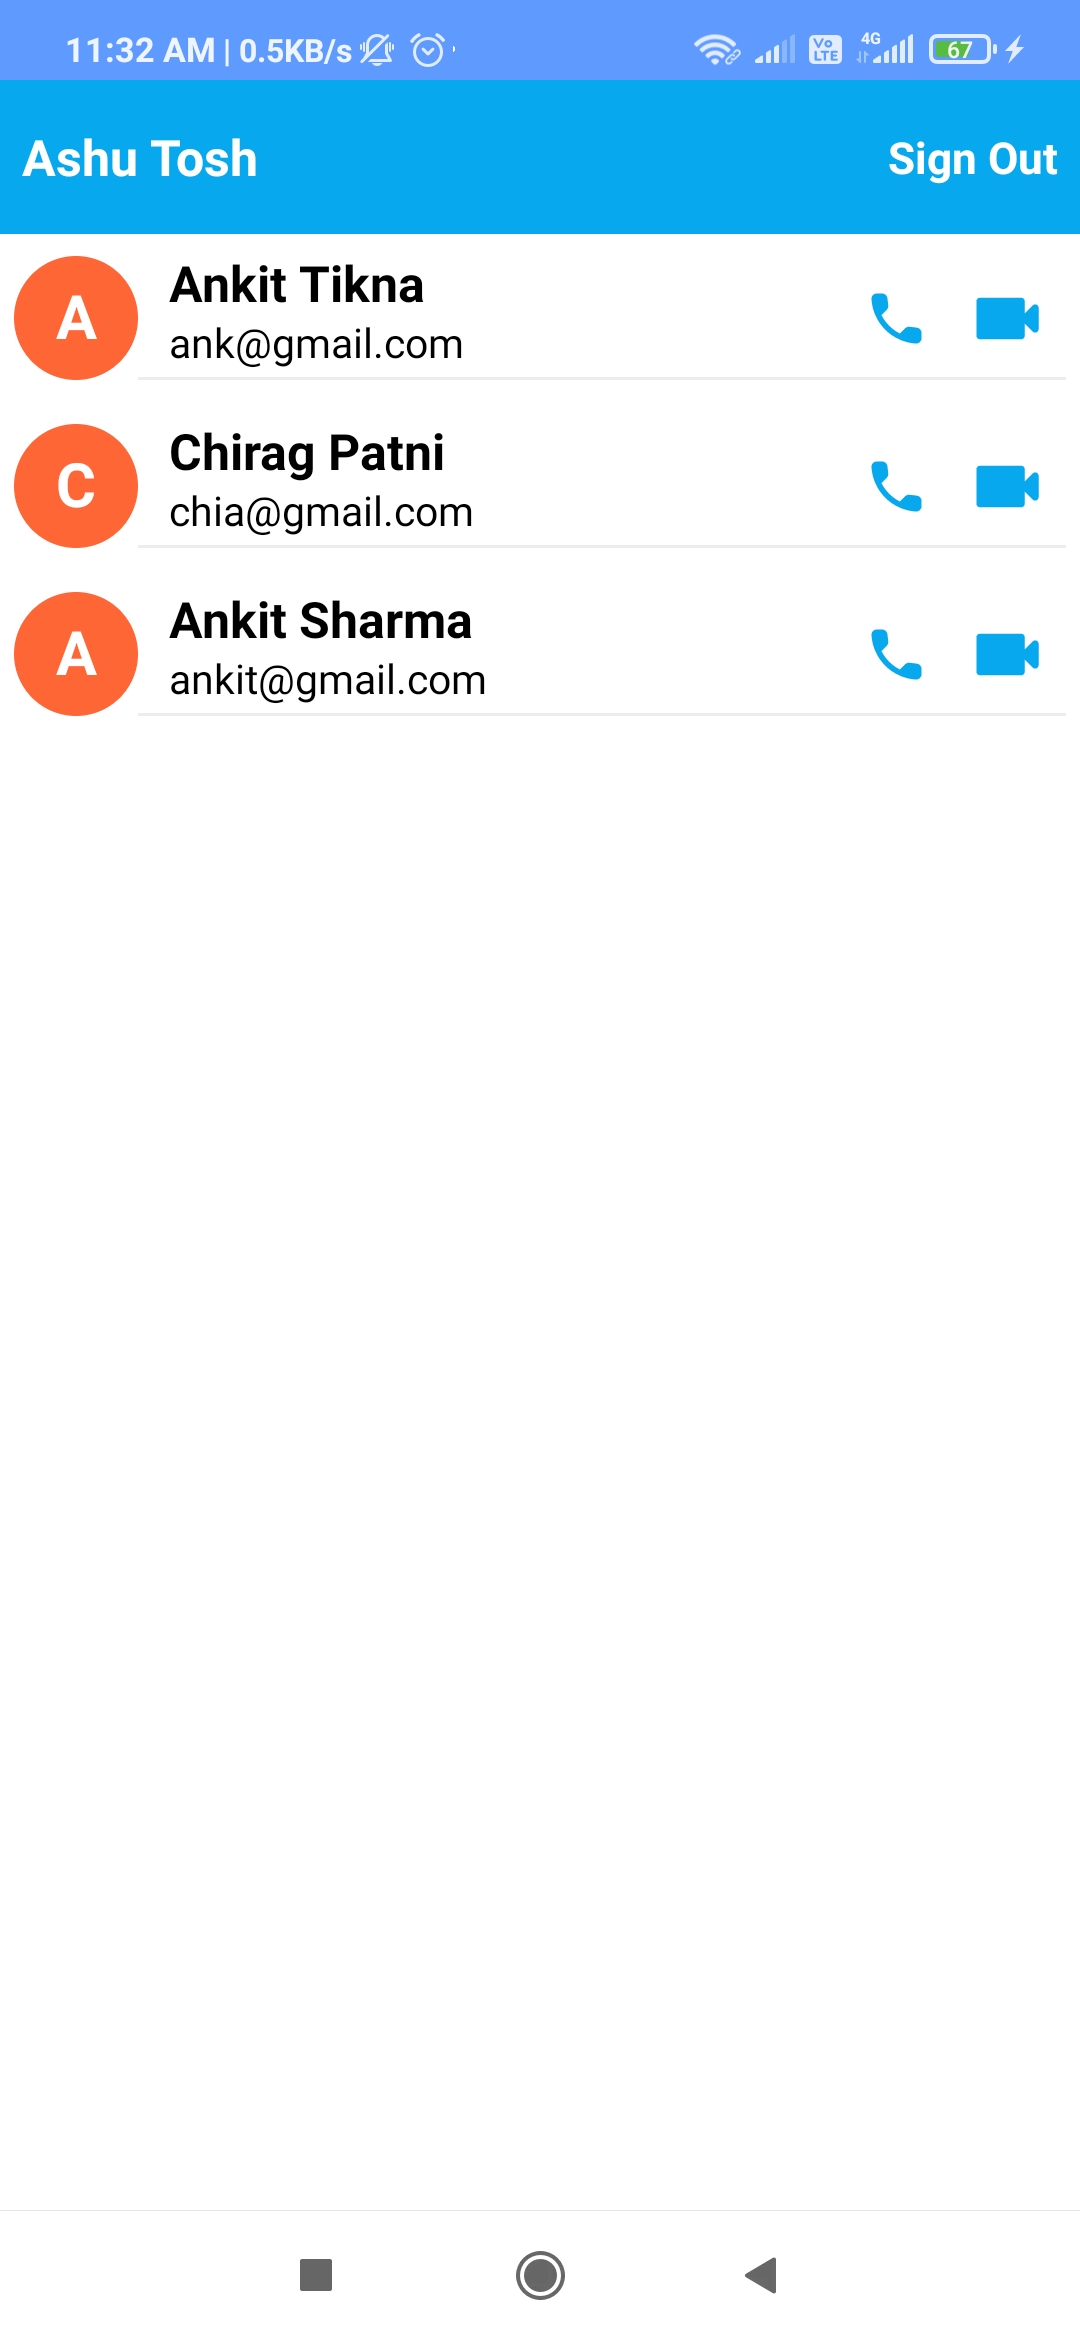 11:32 AM | 0.5KB/s Vo LTE 4G 67
Ashu Tosh Sign Out
A Ankit Tikna
ank@gmail.com
C Chirag Patni
chia@gmail.com
A Ankit Sharma
ankit@gmail.com